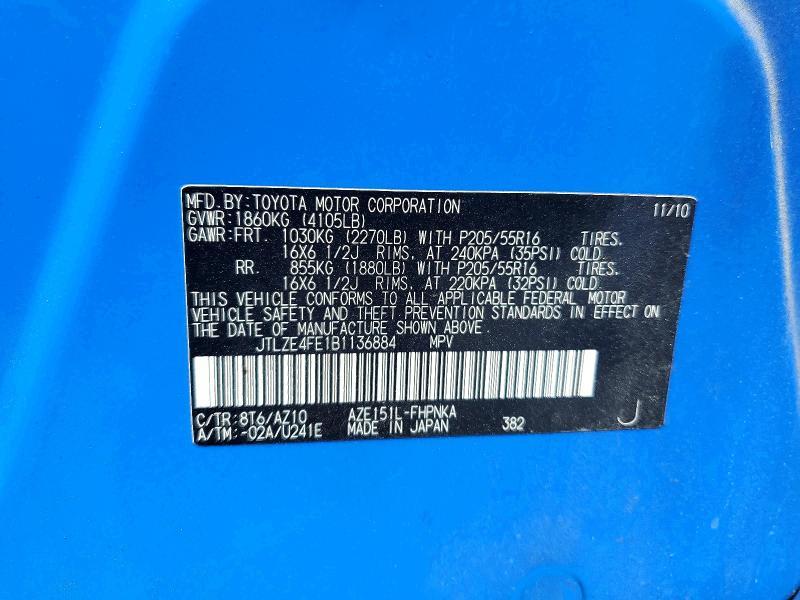 MFD.BY:TOYOTA MOTOR CORPORATION 11/10
GVWR:1860KG (4105LB)
GAWR:FRT. 1030KG (2270LB) WITH P205/55R16 TIRES.
16X6 1/2J RIMS, AT 240KPA (35PSI) COLD.
RR. 855KG (1880LB) WITH P205/55R16 TIRES.
16X6 1/2J RIMS, AT 220KPA (32PSI) COLD.
THIS VEHICLE CONFORMS TO ALL APPLICABLE FEDERAL MOTOR
VEHICLE SAFETY AND THEFT PREVENTION STANDARDS IN EFFECT ON
THE DATE OF MANUFACTURE SHOWN ABOVE.
JTLZE4FE1B1136884 MPV
C/TR:8T6/AZ10 AZE151L-FHPNKA
A/TM:-02A/U241E MADE IN JAPAN 382 J